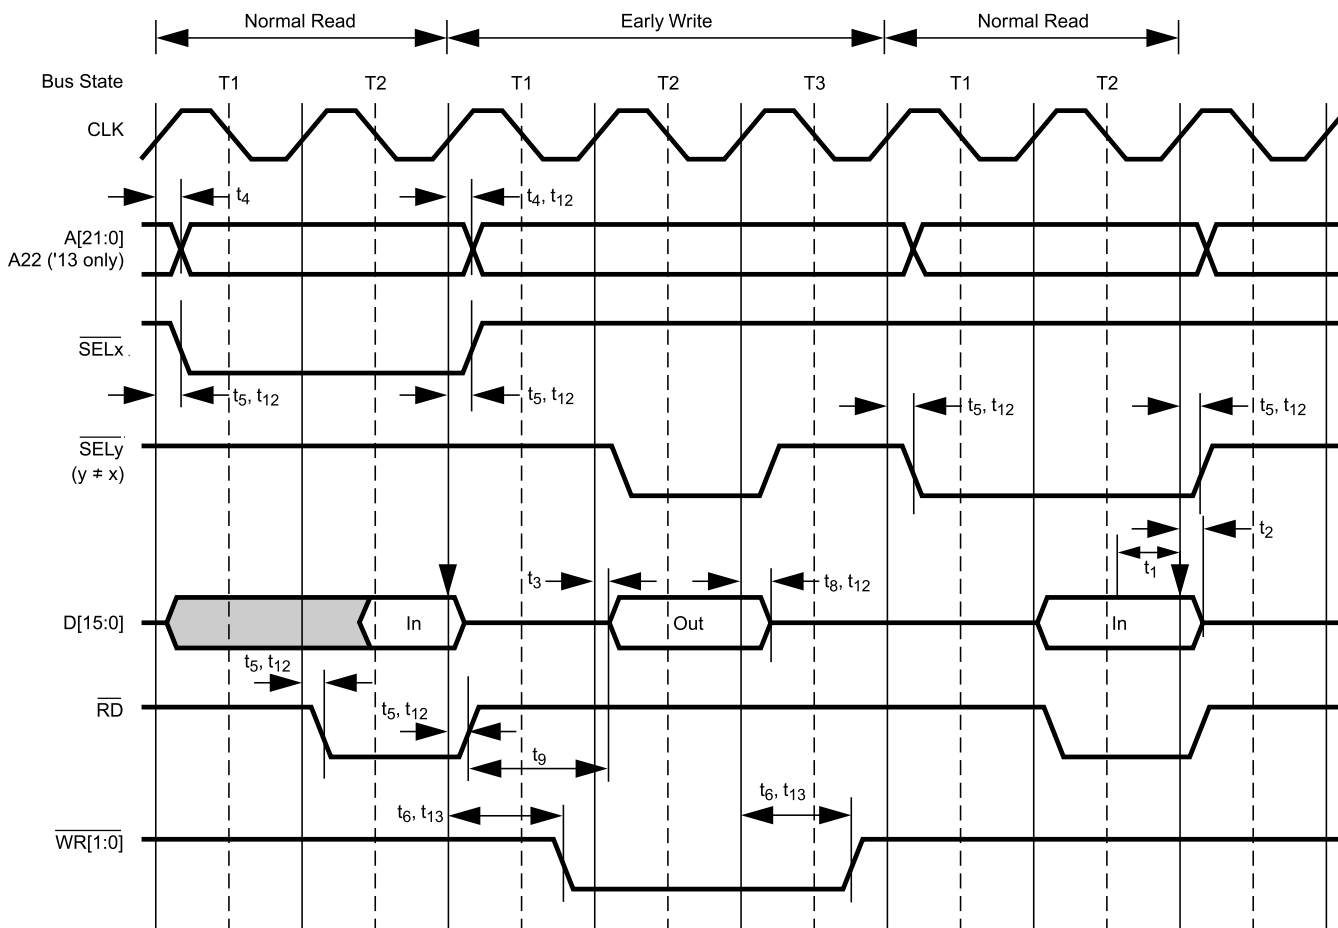 Normal Read Early Write Normal Read
Bus State T1 T2 T1 T2 T3 T1 T2
CLK
t4 t4, t12
A[21:0]
A22 ('13 only)
SELx
t5, t12 t5, t12 t5, t12 t5, t12
SELy
(y ≠ x)
t2
t1
t3 t8, t12
D[15:0] In Out In
t5, t12
RD t5, t12
t9
t6, t13 t6, t13
WR[1:0]